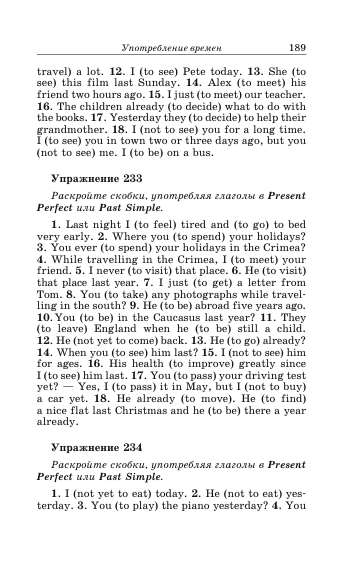 Употребление времен 189
travel) a lot. 12. I (to see) Pete today. 13. She (to
see) this film last Sunday. 14. Alex (to meet) his
friend two hours ago. 15. I just (to meet) our teacher.
16. The children already (to decide) what to do with
the books. 17. Yesterday they (to decide) to help their
grandmother. 18. I (not to see) you for a long time.
I (to see) you in town two or three days ago, but you
(not to see) me. I (to be) on a bus.
Упражнение 233
Раскройте скобки, употребляя глаголы в Present
Perfect или Past Simple.
1. Last night I (to feel) tired and (to go) to bed
very early. 2. Where you (to spend) your holidays?
3. You ever (to spend) your holidays in the Crimea?
4. While travelling in the Crimea, I (to meet) your
friend. 5. I never (to visit) that place. 6. He (to visit)
that place last year. 7. I just (to get) a letter from
Tom. 8. You (to take) any photographs while travel-
ling in the south? 9. He (to be) abroad five years ago.
10. You (to be) in the Caucasus last year? 11. They
(to leave) England when he (to be) still a child.
12. He (not yet to come) back. 13. He (to go) already?
14. When you (to see) him last? 15. I (not to see) him
for ages. 16. His health (to improve) greatly since
I (to see) him last. 17. You (to pass) your driving test
yet? — Yes, I (to pass) it in May, but I (not to buy)
a car yet. 18. He already (to move). He (to find)
a nice flat last Christmas and he (to be) there a year
already.
Упражнение 234
Раскройте скобки, употребляя глаголы в Present
Perfect или Past Simple.
1. I (not yet to eat) today. 2. He (not to eat) yes-
terday. 3. You (to play) the piano yesterday? 4. You